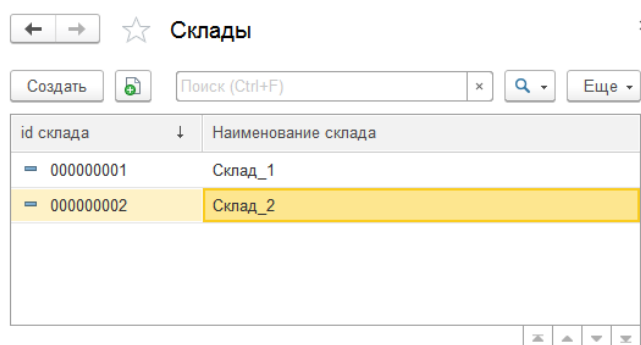 Склады
Создать Поиск (Ctrl+F) × Еще
id склада ↓ Наименование склада
000000001 Склад_1
000000002 Склад_2